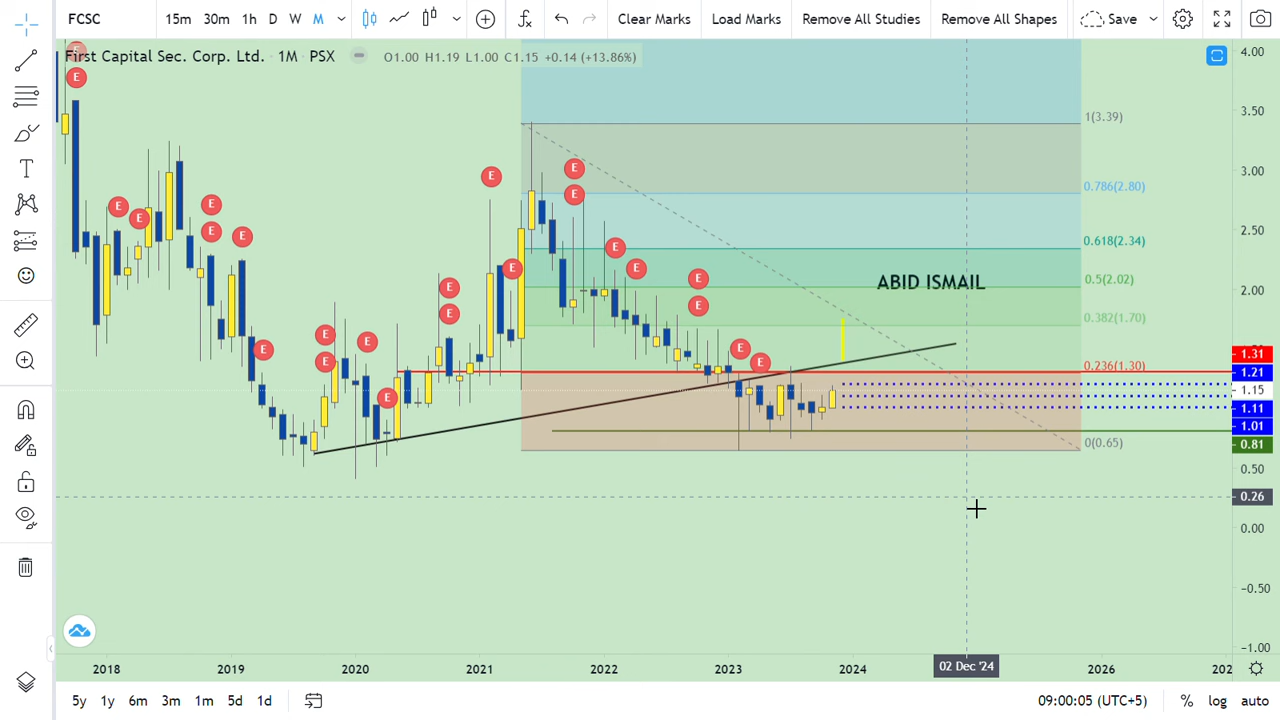 FCSC 15m 30m 1h D W M Clear Marks Load Marks Remove All Studies Remove All Shapes Save
First Capital Sec. Corp. Ltd. · 1M · PSX O1.00 H1.19 L1.00 C1.15 +0.14 (+13.86%)
4.00
E
E
1(3.39)
3.50
E
E
3.00
E
0.786(2.80)
E
E
E
E
E
E
0.618(2.34)
2.50
E
E
E
E
E
0.5(2.02)
ABID ISMAIL
E
E
2.00
E
0.382(1.70)
E
E
E
E
1.31
E
E
0.236(1.30)
1.21
E
1.15
1.11
1.01
0(0.65)
0.81
0.50
0.26
0.00
−0.50
−1.00
2018 2019 2020 2021 2022 2023 2024 02 Dec '24 2026 202
5y 1y 6m 3m 1m 5d 1d 09:00:05 (UTC+5) % log auto